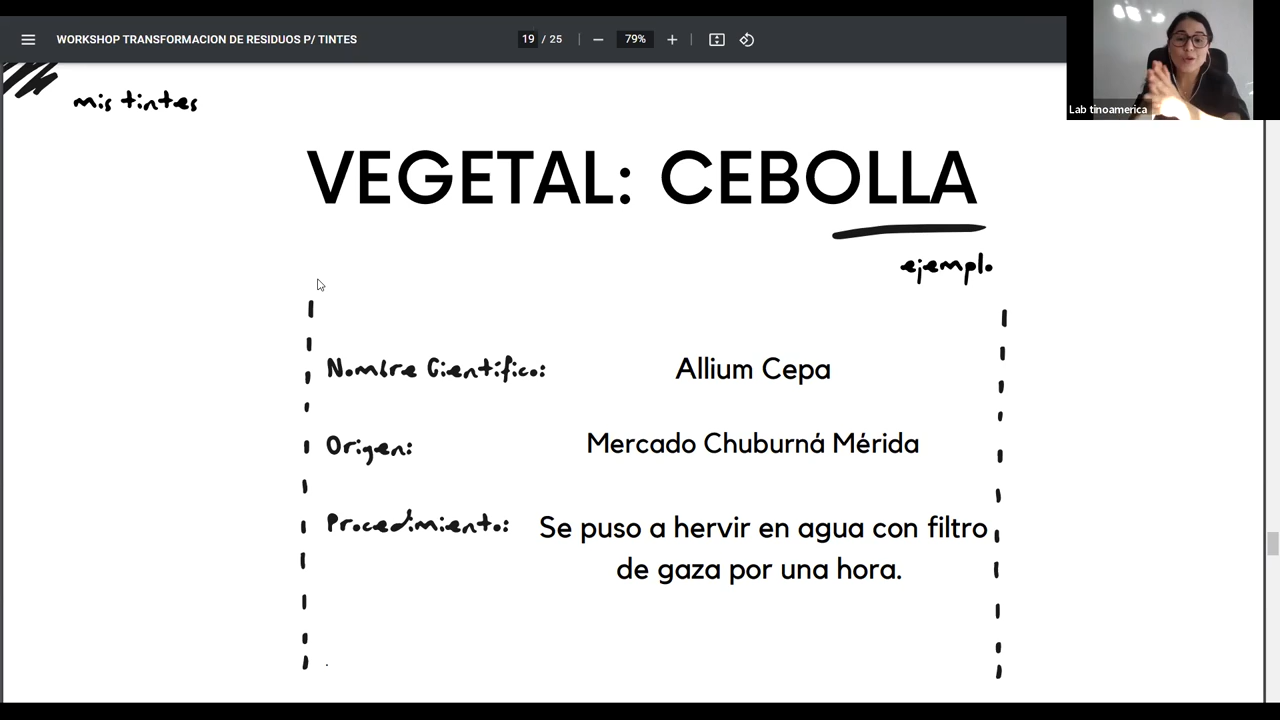 WORKSHOP TRANSFORMACION DE RESIDUOS P/ TINTES
19 / 25
79%
Lab tinoamerica
mis tintes
VEGETAL: CEBOLLA
ejemplo
Nombre Científico: Allium Cepa
Origen: Mercado Chuburná Mérida
Procedimiento: Se puso a hervir en agua con filtro
de gaza por una hora.